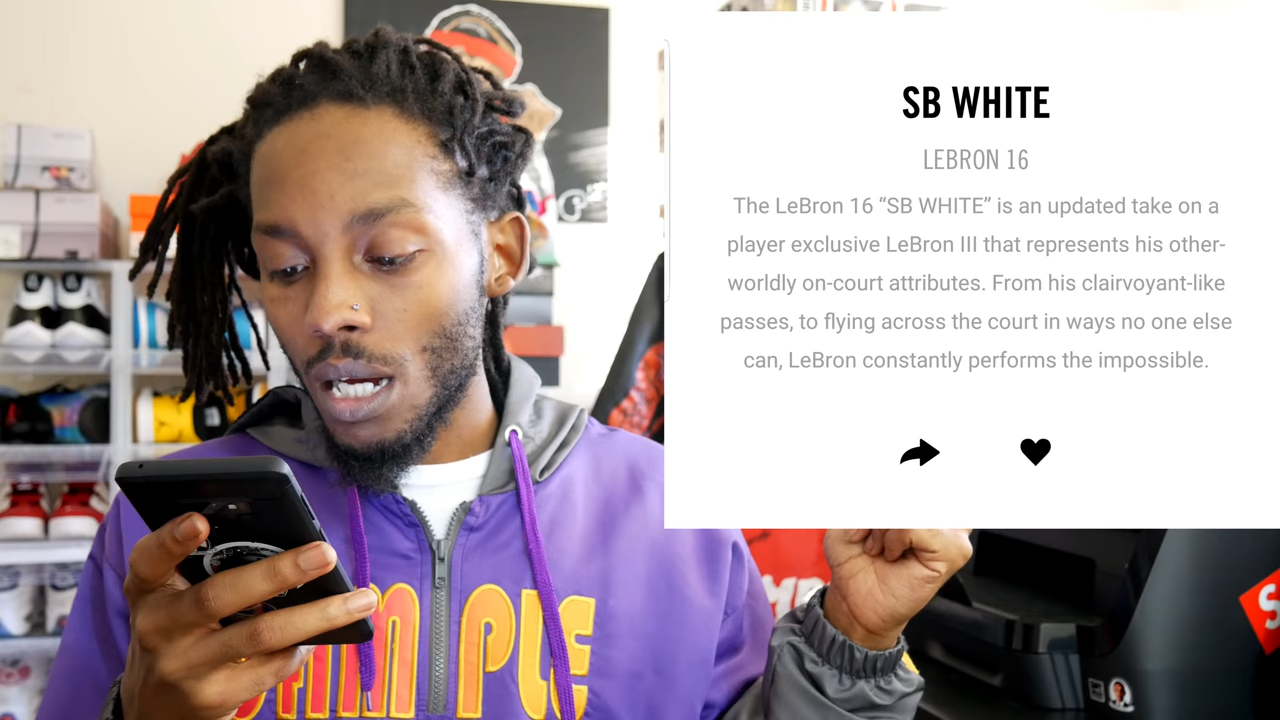 SB WHITE
LEBRON 16
The LeBron 16 “SB WHITE” is an updated take on a
player exclusive LeBron III that represents his other-
worldly on-court attributes. From his clairvoyant-like
passes, to flying across the court in ways no one else
can, LeBron constantly performs the impossible.